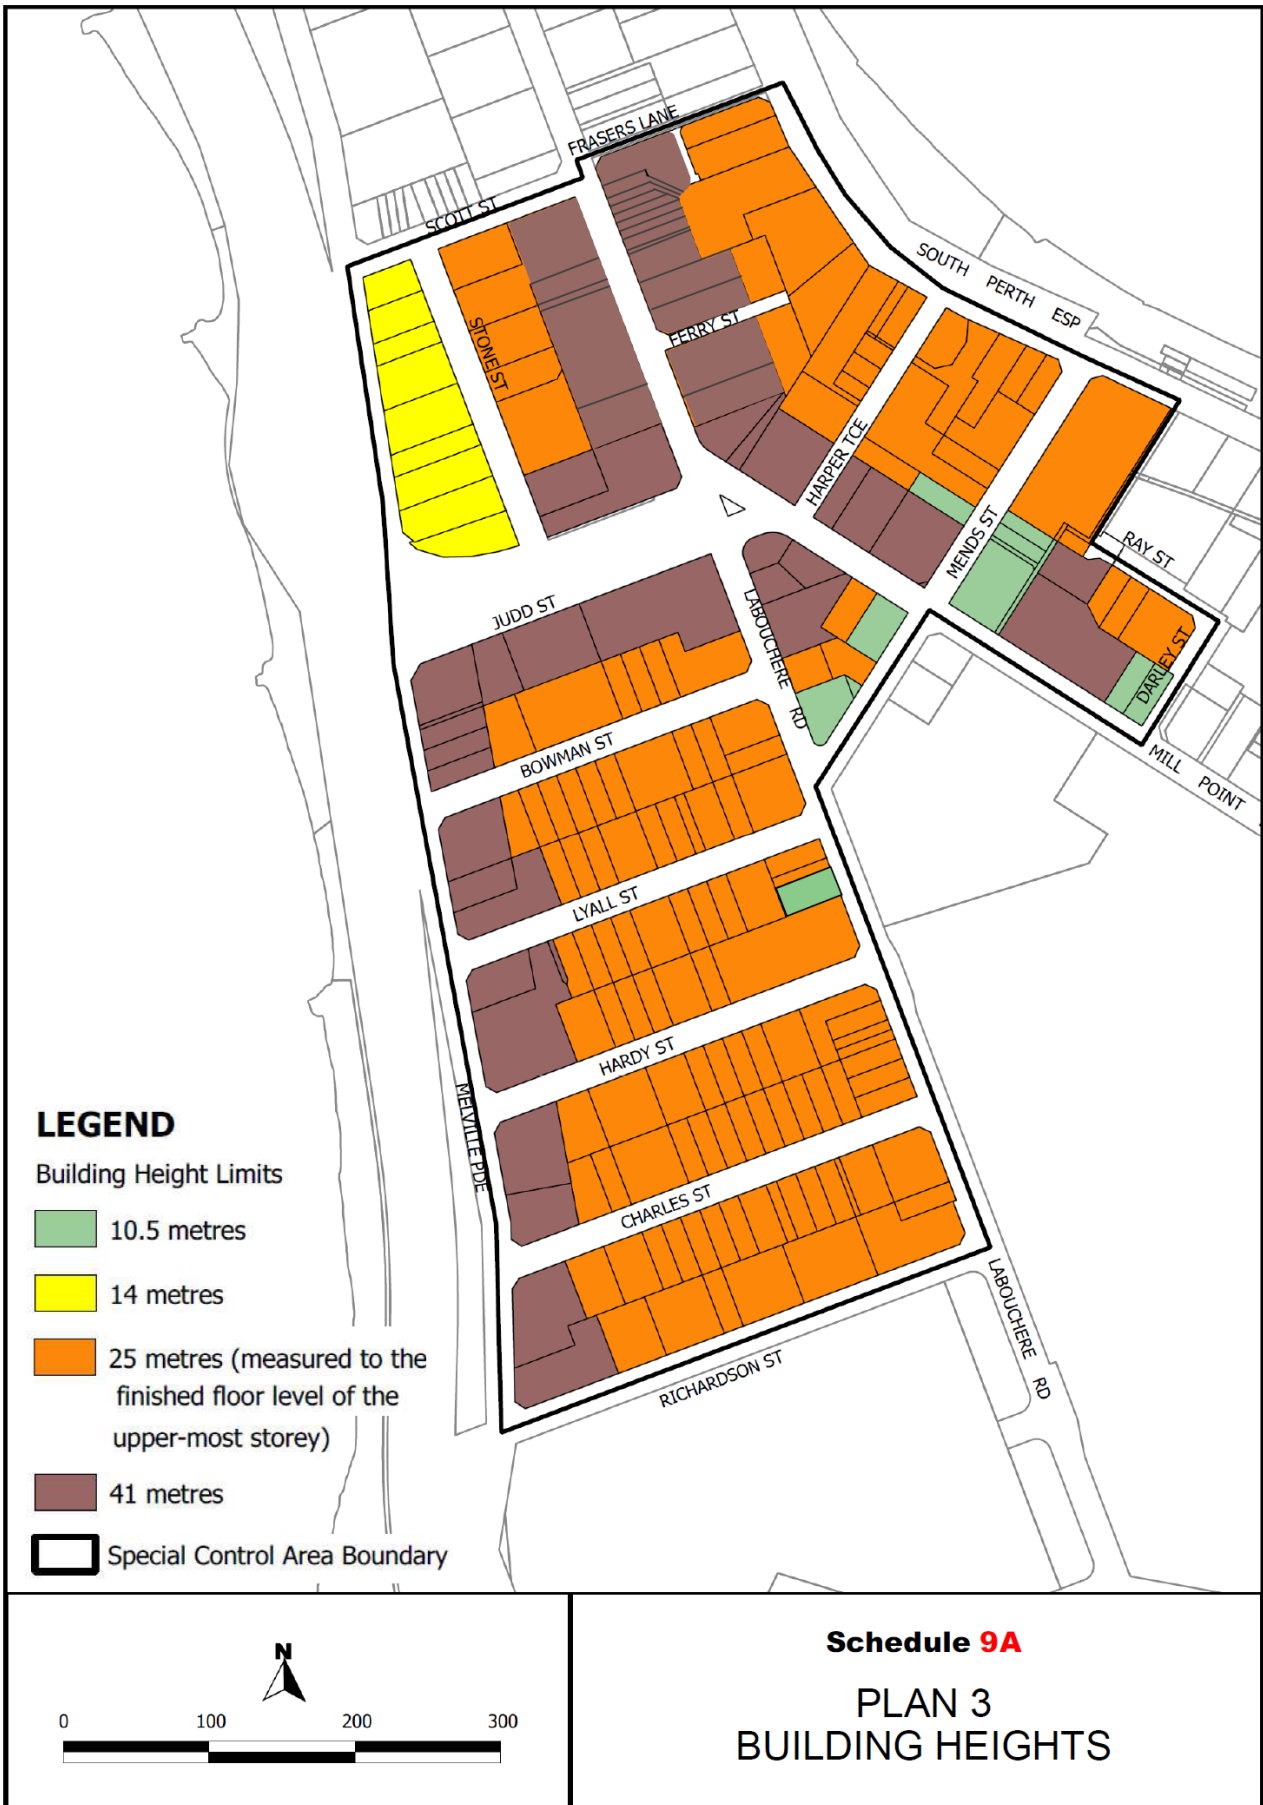 FRASERS LANE
SCOTT ST
SOUTH PERTH ESP
STONE ST
FERRY ST
HARPER TCE
MENDS ST
RAY ST
JUDD ST
LABOUCHERE RD
DARLEY ST
BOWMAN ST
MILL POINT
LYALL ST
HARDY ST
MELVILLE PDE
CHARLES ST
LABOUCHERE RD
RICHARDSON ST
LEGEND
Building Height Limits
10.5 metres
14 metres
25 metres (measured to the
finished floor level of the
upper-most storey)
41 metres
Special Control Area Boundary
N
0 100 200 300
Schedule 9A
PLAN 3
BUILDING HEIGHTS